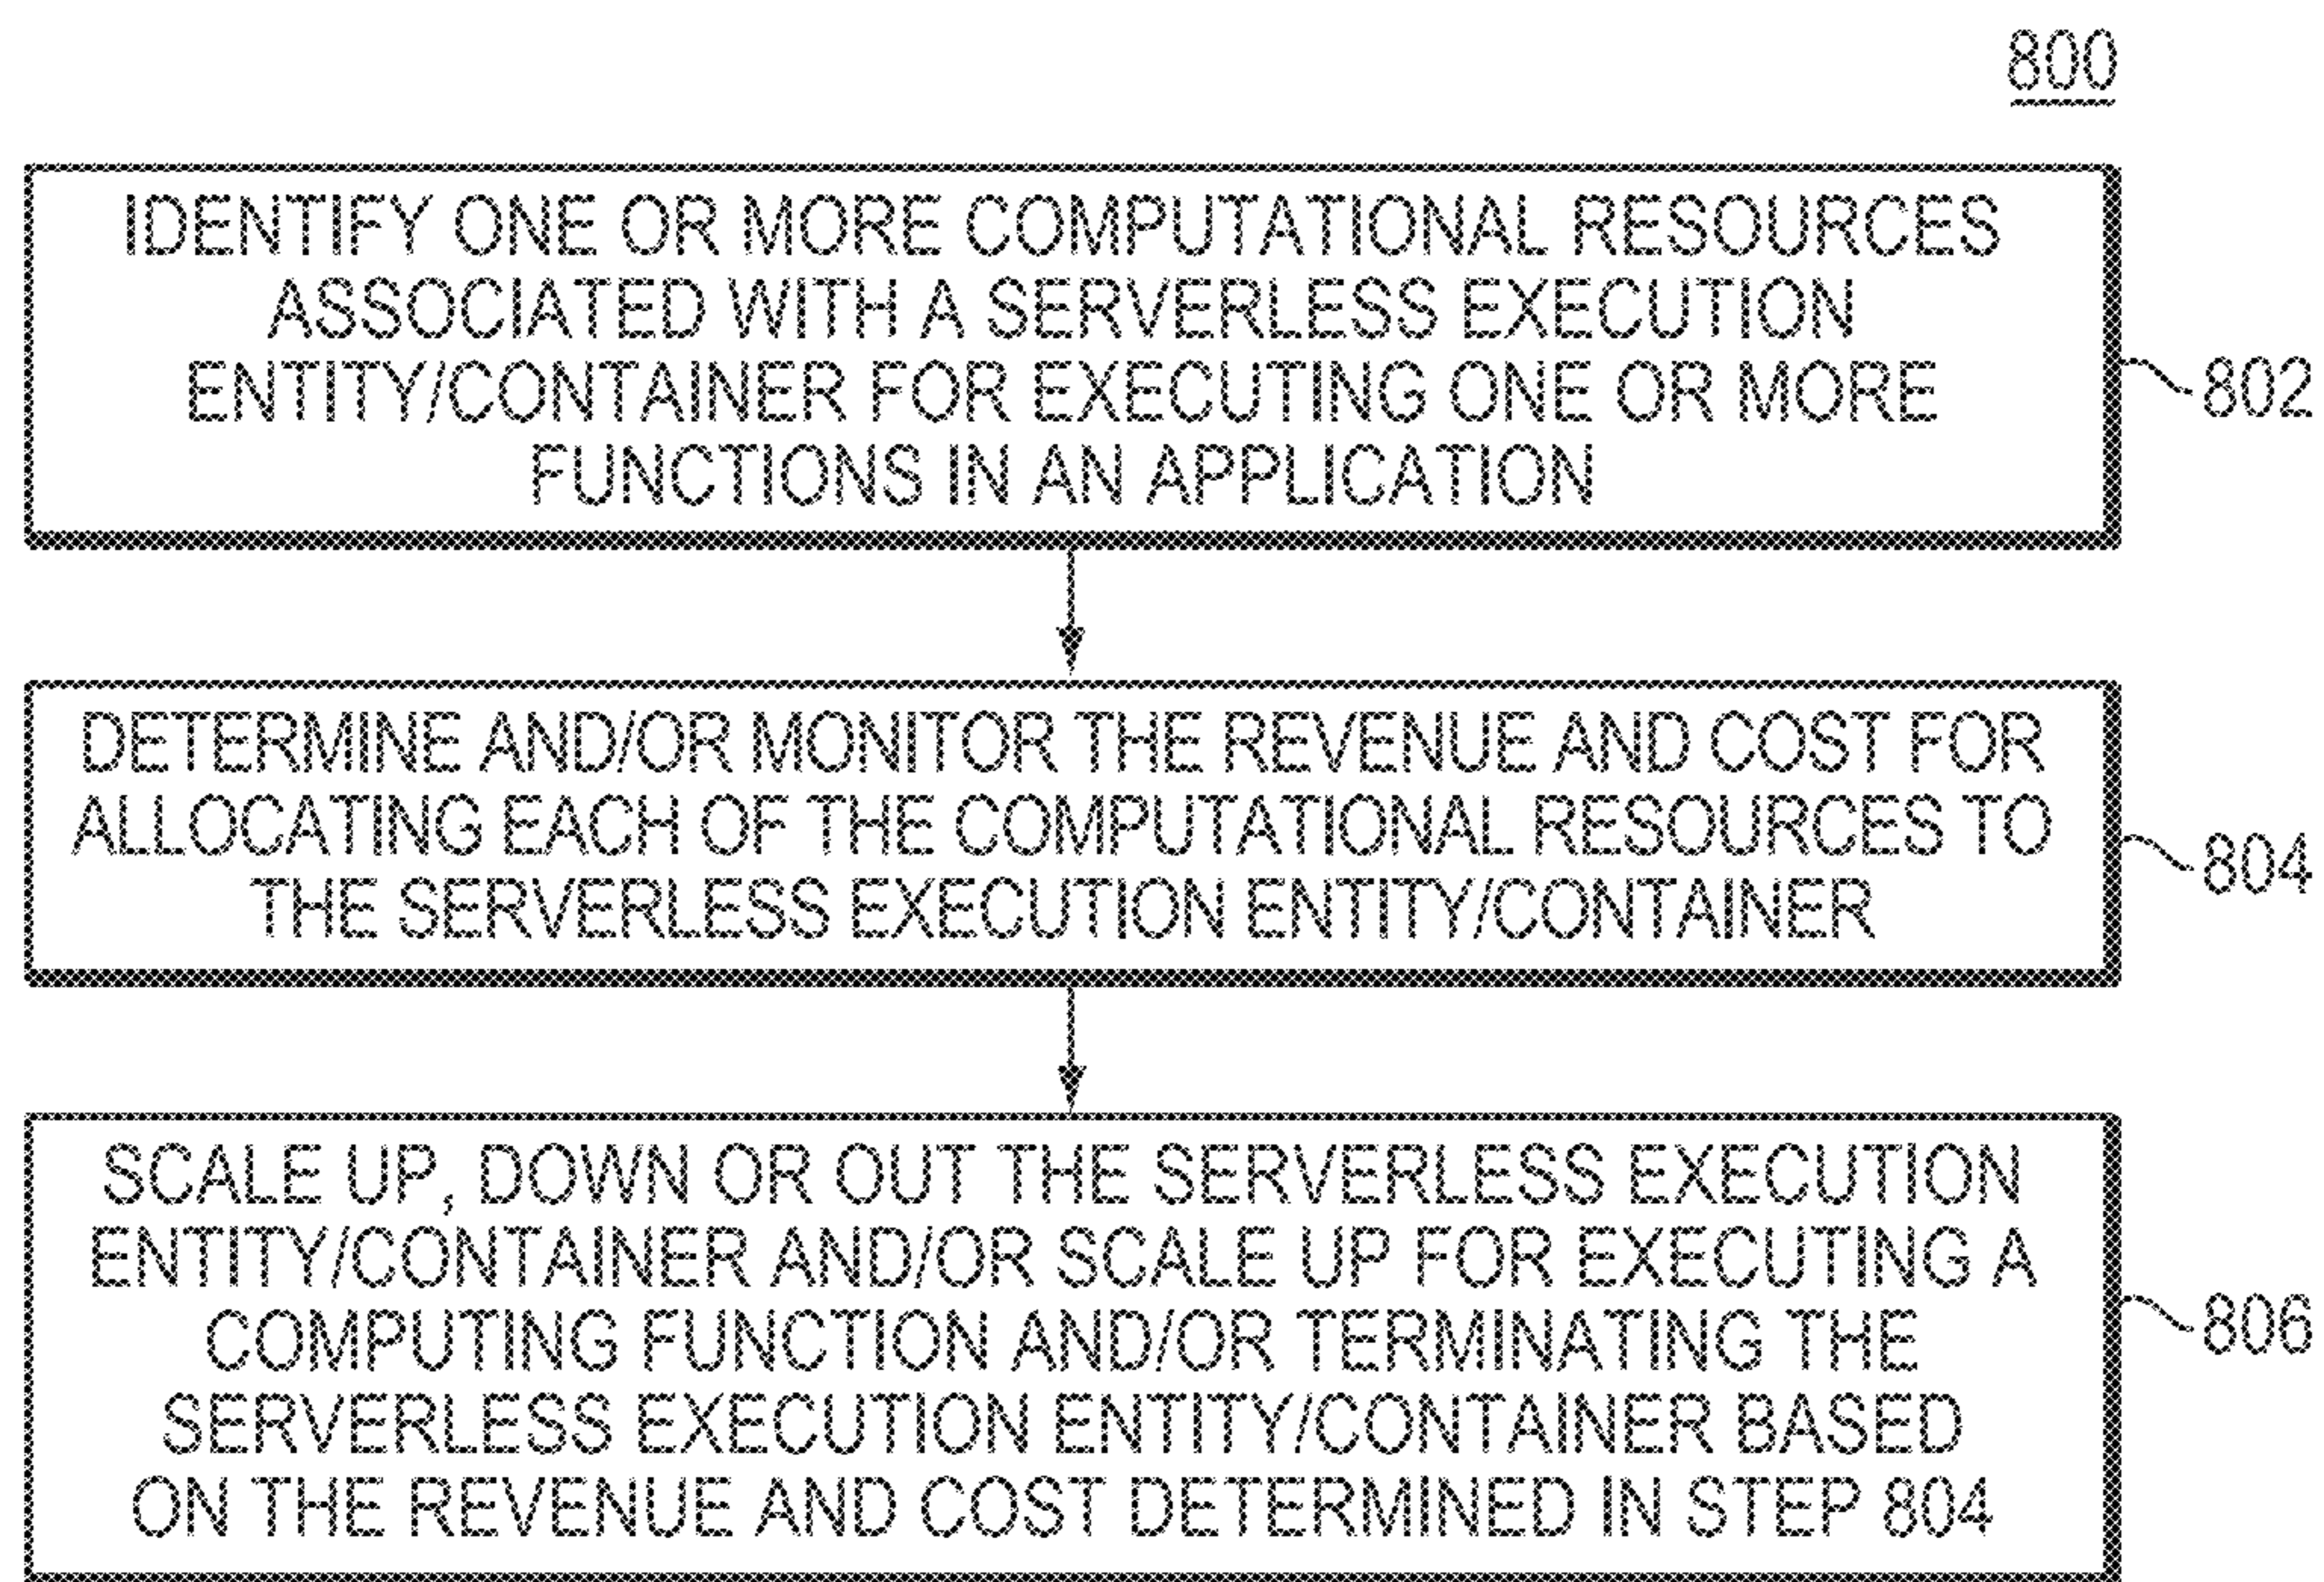 800
IDENTIFY ONE OR MORE COMPUTATIONAL RESOURCES
ASSOCIATED WITH A SERVERLESS EXECUTION
ENTITY/CONTAINER FOR EXECUTING ONE OR MORE
FUNCTIONS IN AN APPLICATION
802
DETERMINE AND/OR MONITOR THE REVENUE AND COST FOR
ALLOCATING EACH OF THE COMPUTATIONAL RESOURCES TO
THE SERVERLESS EXECUTION ENTITY/CONTAINER
804
SCALE UP, DOWN OR OUT THE SERVERLESS EXECUTION
ENTITY/CONTAINER AND/OR SCALE UP FOR EXECUTING A
COMPUTING FUNCTION AND/OR TERMINATING THE
SERVERLESS EXECUTION ENTITY/CONTAINER BASED
ON THE REVENUE AND COST DETERMINED IN STEP 804
806